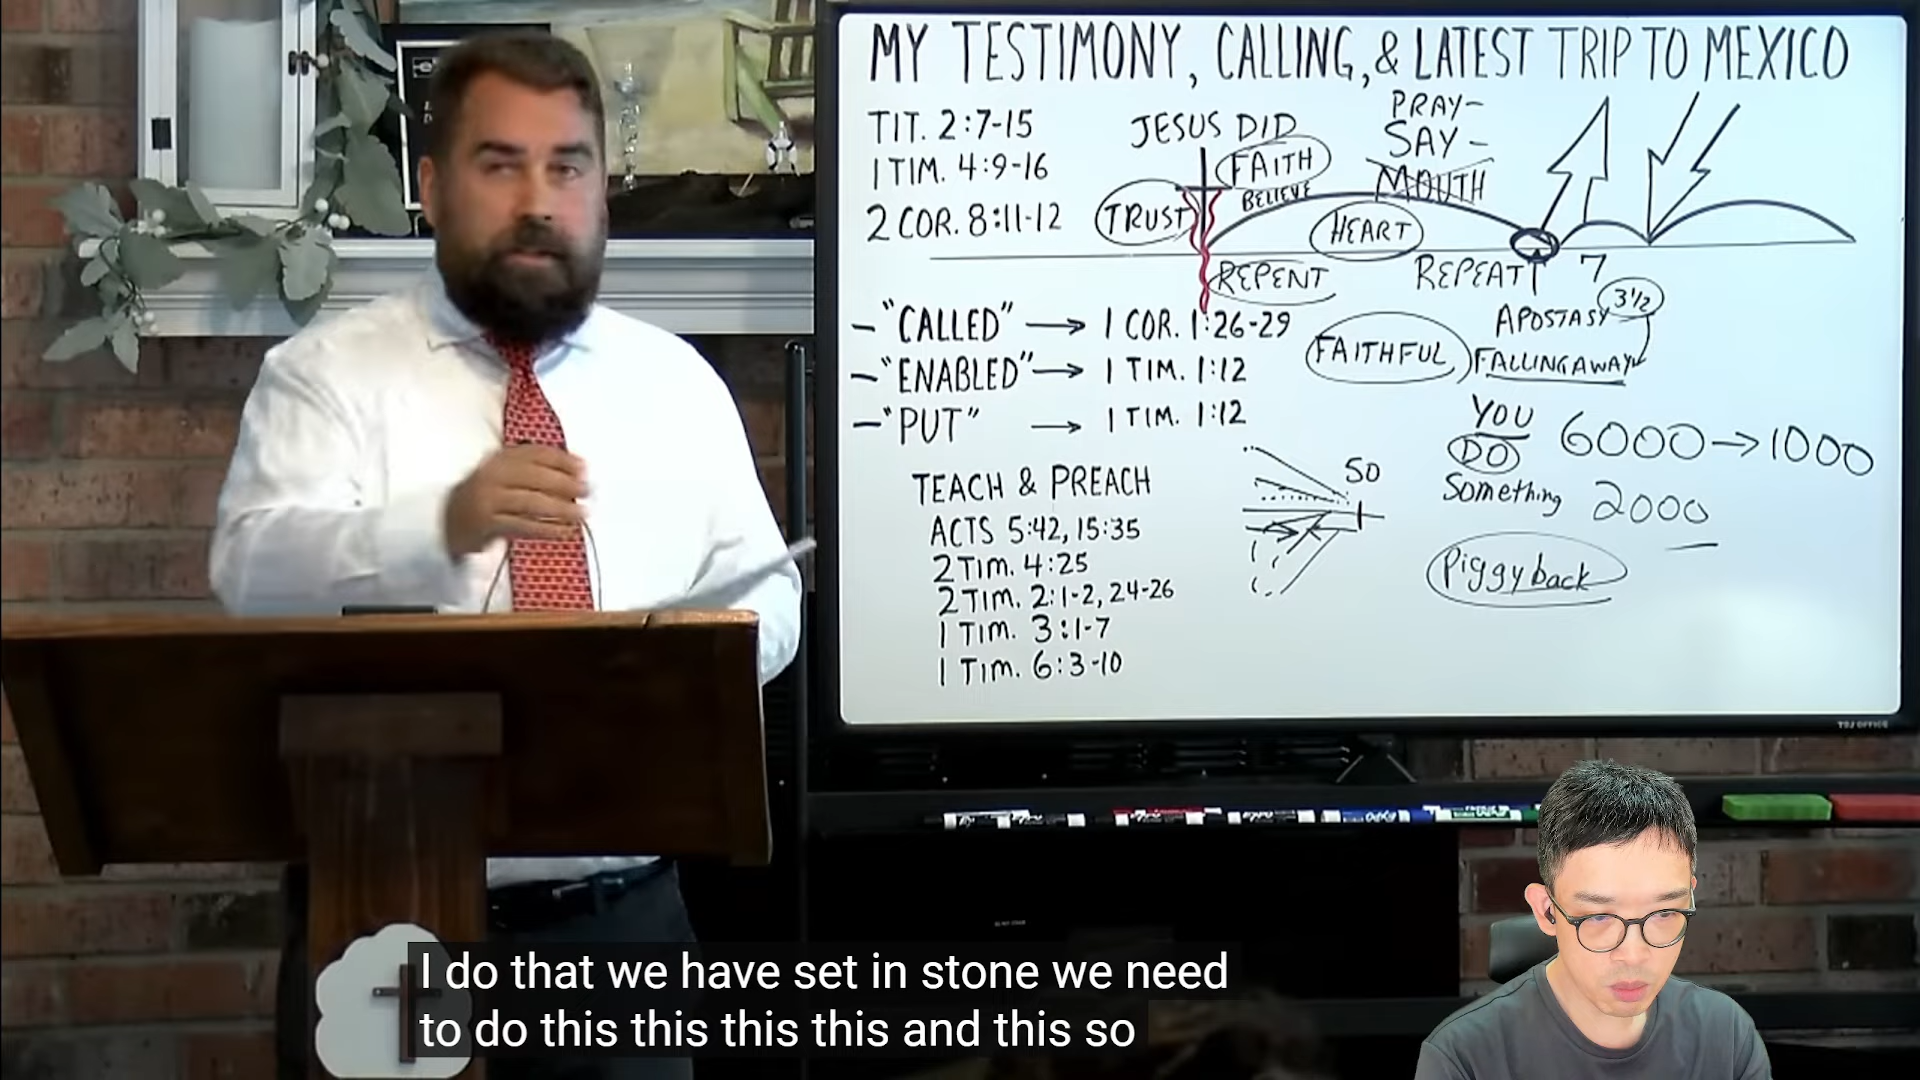 MY TESTIMONY, CALLING, & LATEST TRIP TO MEXICO
TIT. 2:7-15
1 TIM. 4:9-16
2 COR. 8:11-12
JESUS DID
FAITH
BELIEVE
TRUST
HEART
REPENT
PRAY-
SAY-
MOUTH
REPEAT
7
3½
APOSTASY
FALLING AWAY
FAITHFUL
-"CALLED" → 1 COR. 1:26-29
-"ENABLED" → 1 TIM. 1:12
-"PUT" → 1 TIM. 1:12
TEACH & PREACH
ACTS 5:42, 15:35
2 TIM. 4:25
2 TIM. 2:1-2, 24-26
1 TIM. 3:1-7
1 TIM. 6:3-10
50
YOU
DO
Something
6000 → 1000
2000
Piggyback
I do that we have set in stone we need
to do this this this this and this so